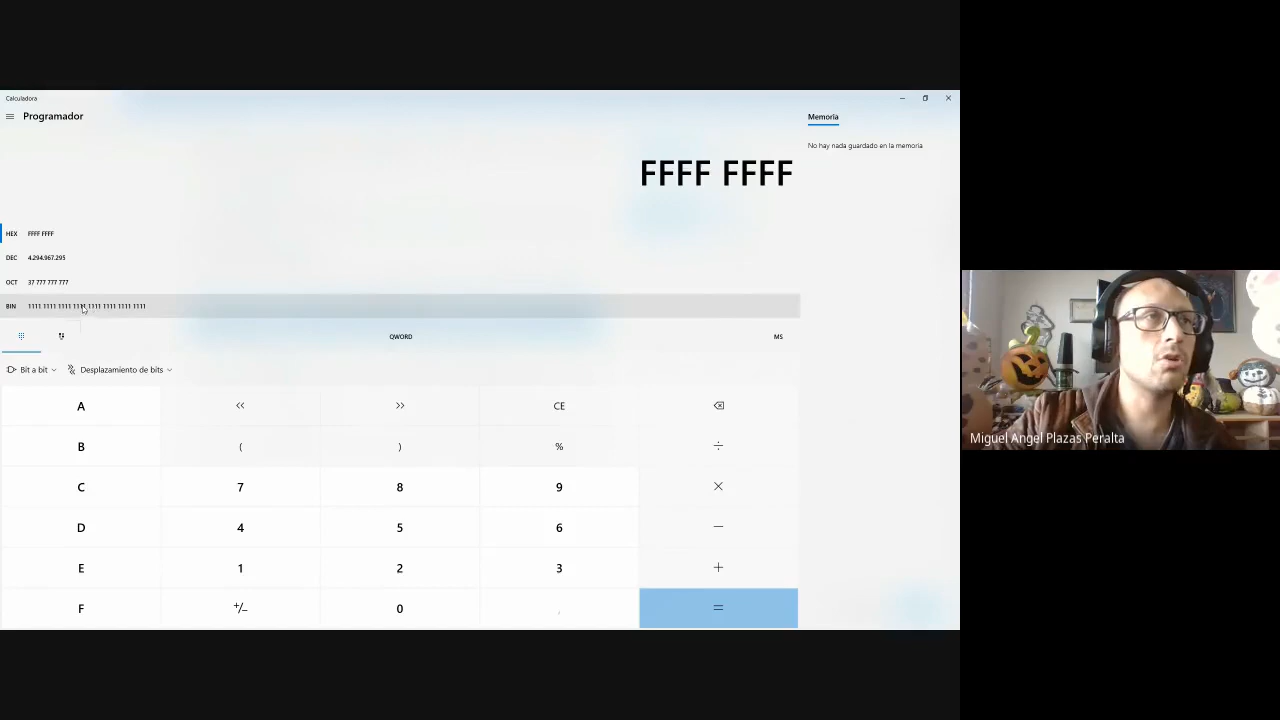 Calculadora
Programador
Memoria
No hay nada guardado en la memoria
FFFF FFFF
HEX FFFF FFFF
DEC 4.294.967.295
OCT 37 777 777 777
BIN 1111 1111 1111 1111 1111 1111 1111 1111
QWORD MS
Bit a bit Desplazamiento de bits
A << >> CE
B ( ) % ÷
C 7 8 9 ×
D 4 5 6 −
E 1 2 3 +
F +/− 0 , =
Miguel Angel Plazas Peralta